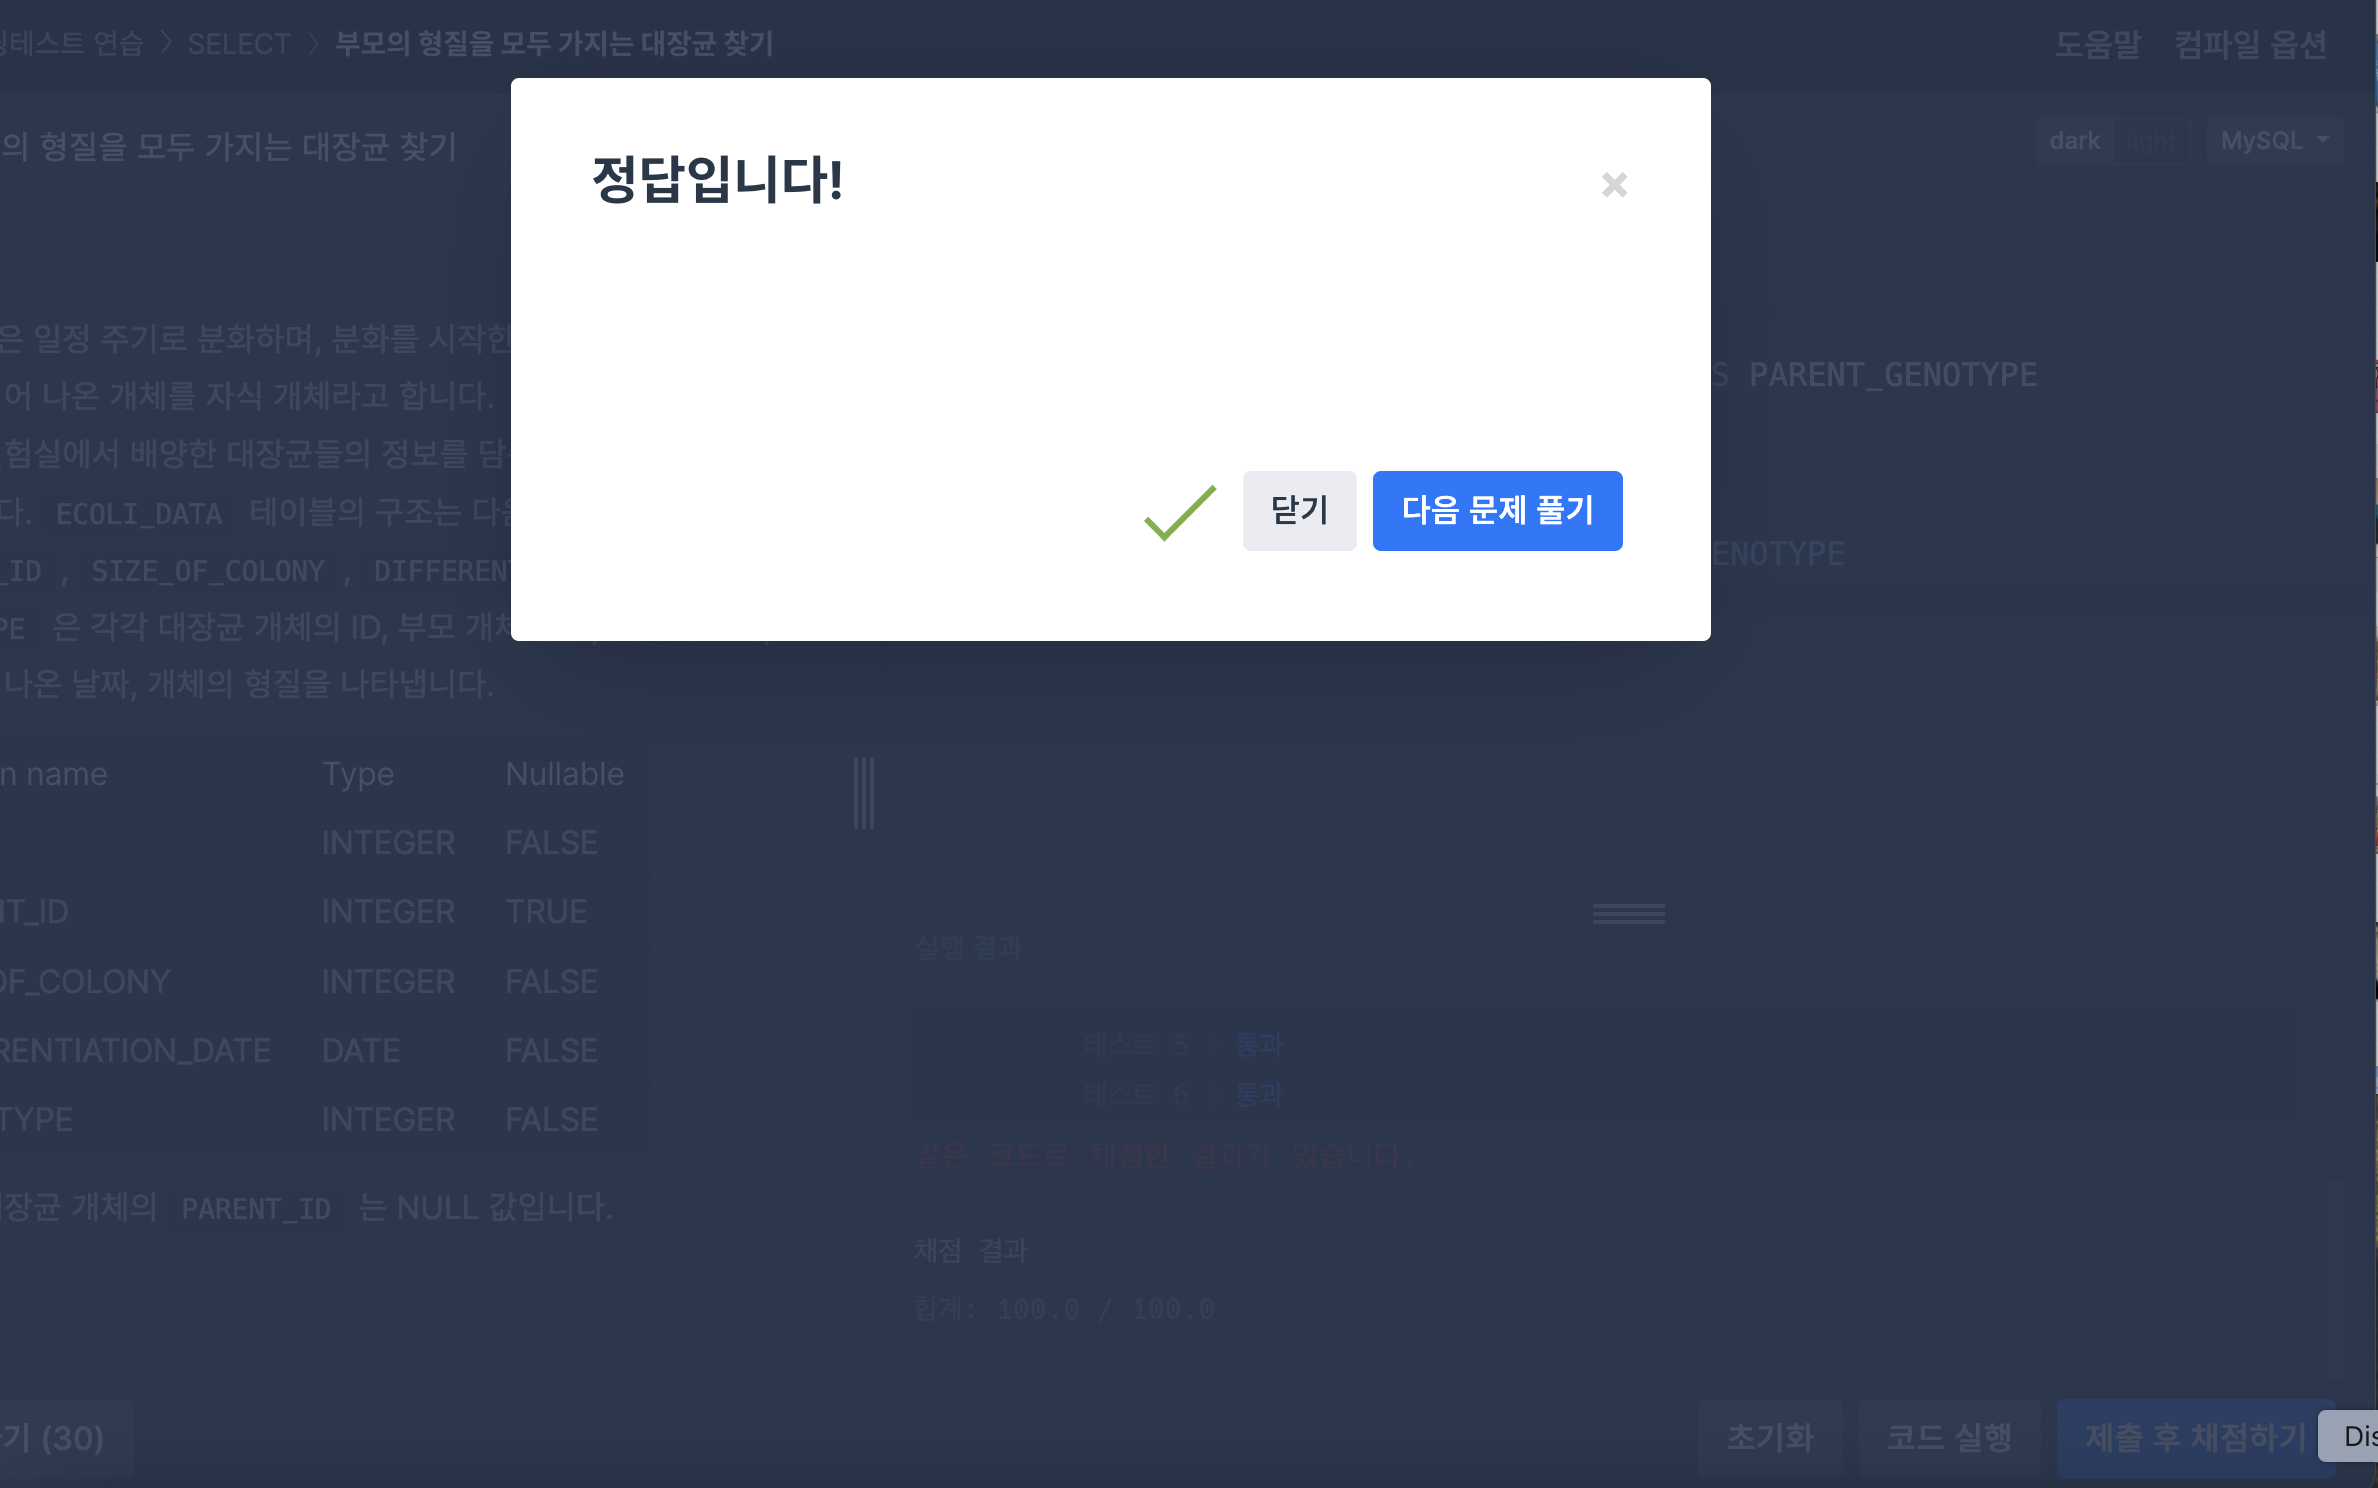 테스트 연습 〉 SELECT 〉 부모의 형질을 모두 가지는 대장균 찾기
도움말 컴파일 옵션
의 형질을 모두 가지는 대장균 찾기
dark light MySQL
정답입니다!
×
닫기 다음 문제 풀기
은 일정 주기로 분화하며, 분화를 시작한
어 나온 개체를 자식 개체라고 합니다.
험실에서 배양한 대장균들의 정보를 담
다. ECOLI_DATA 테이블의 구조는
_ID , SIZE_OF_COLONY , DIFFEREN
PE 은 각각 대장균 개체의 ID, 부모
나온 날짜, 개체의 형질을 나타냅니다.
n name Type Nullable
INTEGER FALSE
NT_ID INTEGER TRUE
OF_COLONY INTEGER FALSE
RENTIATION_DATE DATE FALSE
TYPE INTEGER FALSE
장균 개체의 PARENT_ID 는 NULL 값입니다.
기 (30)
S PARENT_GENOTYPE
ENOTYPE
실행 결과
테스트 5 통과
테스트 6 통과
같은 코드로 채점한 결과가 있습니다.
채점 결과
합계: 100.0 / 100.0
초기화 코드 실행 제출 후 채점하기
Dis